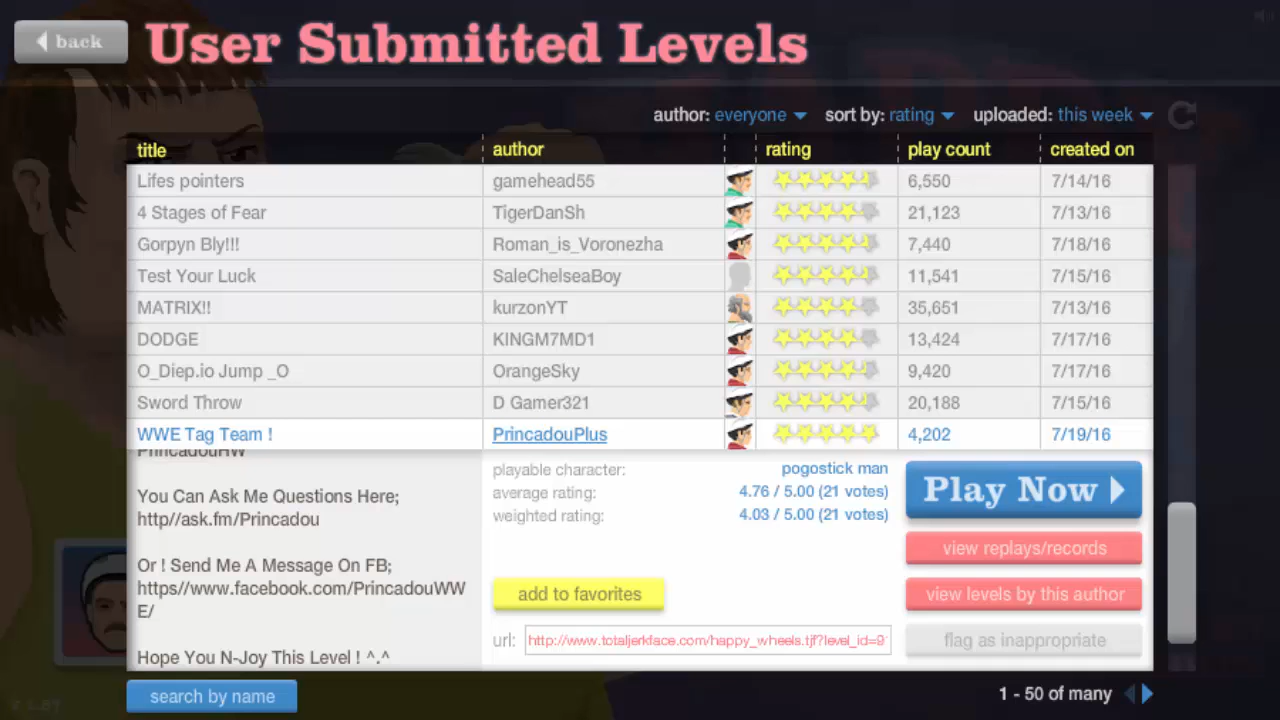 back
User Submitted Levels
author: everyone sort by: rating uploaded: this week
title author rating play count created on
Lifes pointers gamehead55 6,550 7/14/16
4 Stages of Fear TigerDanSh 21,123 7/13/16
Gorpyn Bly!!! Roman_is_Voronezha 7,440 7/18/16
Test Your Luck SaleChelseaBoy 11,541 7/15/16
MATRIX!! kurzonYT 35,651 7/13/16
DODGE KINGM7MD1 13,424 7/17/16
O_Diep.io Jump _O OrangeSky 9,420 7/17/16
Sword Throw D Gamer321 20,188 7/15/16
WWE Tag Team ! PrincadouPlus 4,202 7/19/16
PrincadouHW
You Can Ask Me Questions Here;
http//ask.fm/Princadou
Or ! Send Me A Message On FB;
https//www.facebook.com/PrincadouWW
E/
Hope You N-Joy This Level ! ^.^
playable character: pogostick man
average rating: 4.76 / 5.00 (21 votes)
weighted rating: 4.03 / 5.00 (21 votes)
add to favorites
url: http://www.totaljerkface.com/happy_wheels.tjf?level_id=9
Play Now
view replays/records
view levels by this author
flag as inappropriate
search by name
1 - 50 of many